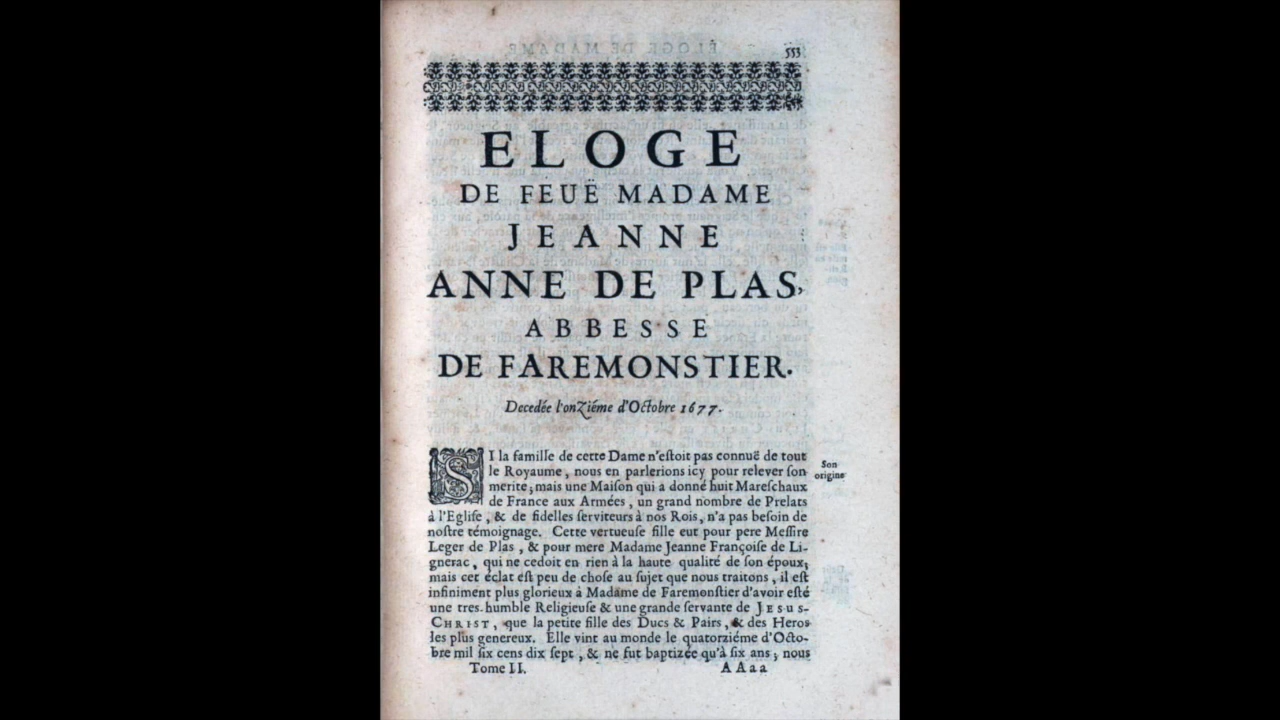 553
ELOGE
DE FEUË MADAME
JEANNE
ANNE DE PLAS,
ABBESSE
DE FAREMONSTIER.
Decedée l'onZiéme d'Octobre 1677.
SI la famille de cette Dame n'eſtoit pas connuë de tout
le Royaume, nous en parlerions icy pour relever ſon
merite; mais une Maiſon qui a donné huit Mareſchaux
de France aux Armées, un grand nombre de Prelats
à l'Egliſe, & de fidelles ſerviteurs à nos Rois, n'a pas beſoin de
noſtre témoignage. Cette vertueuſe fille eut pour pere Meſſire
Leger de Plas, & pour mere Madame Jeanne Françoiſe de Li-
gnerac, qui ne cedoit en rien à la haute qualité de ſon époux;
mais cet éclat eſt peu de choſe au ſujet que nous traitons, il eſt
infiniment plus glorieux à Madame de Faremonſtier d'avoir eſté
une tres-humble Religieuſe & une grande ſervante de JESUS-
CHRIST, que la petite fille des Ducs & Pairs, & des Heros
les plus genereux. Elle vint au monde le quatorziéme d'Octo-
bre mil ſix cens dix ſept, & ne fut baptizée qu'à ſix ans; nous
Son
origine
Tome II. AAaa